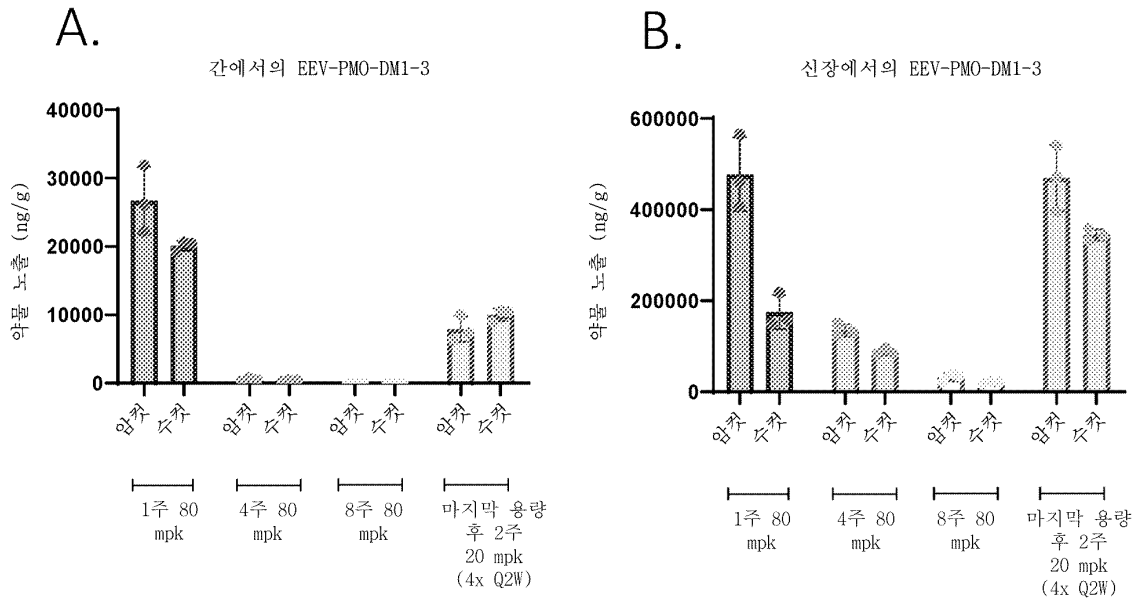 A.
간에서의 EEV-PMO-DM1-3
약물 노출 (ng/g)
40000
30000
20000
10000
0
암컷 수컷 암컷 수컷 암컷 수컷 암컷 수컷
1주 80
mpk
4주 80
mpk
8주 80
mpk
마지막 용량
후 2주
20 mpk
(4x Q2W)
B.
신장에서의 EEV-PMO-DM1-3
약물 노출 (ng/g)
600000
400000
200000
0
암컷 수컷 암컷 수컷 암컷 수컷 암컷 수컷
1주 80
mpk
4주 80
mpk
8주 80
mpk
마지막 용량
후 2주
20 mpk
(4x Q2W)